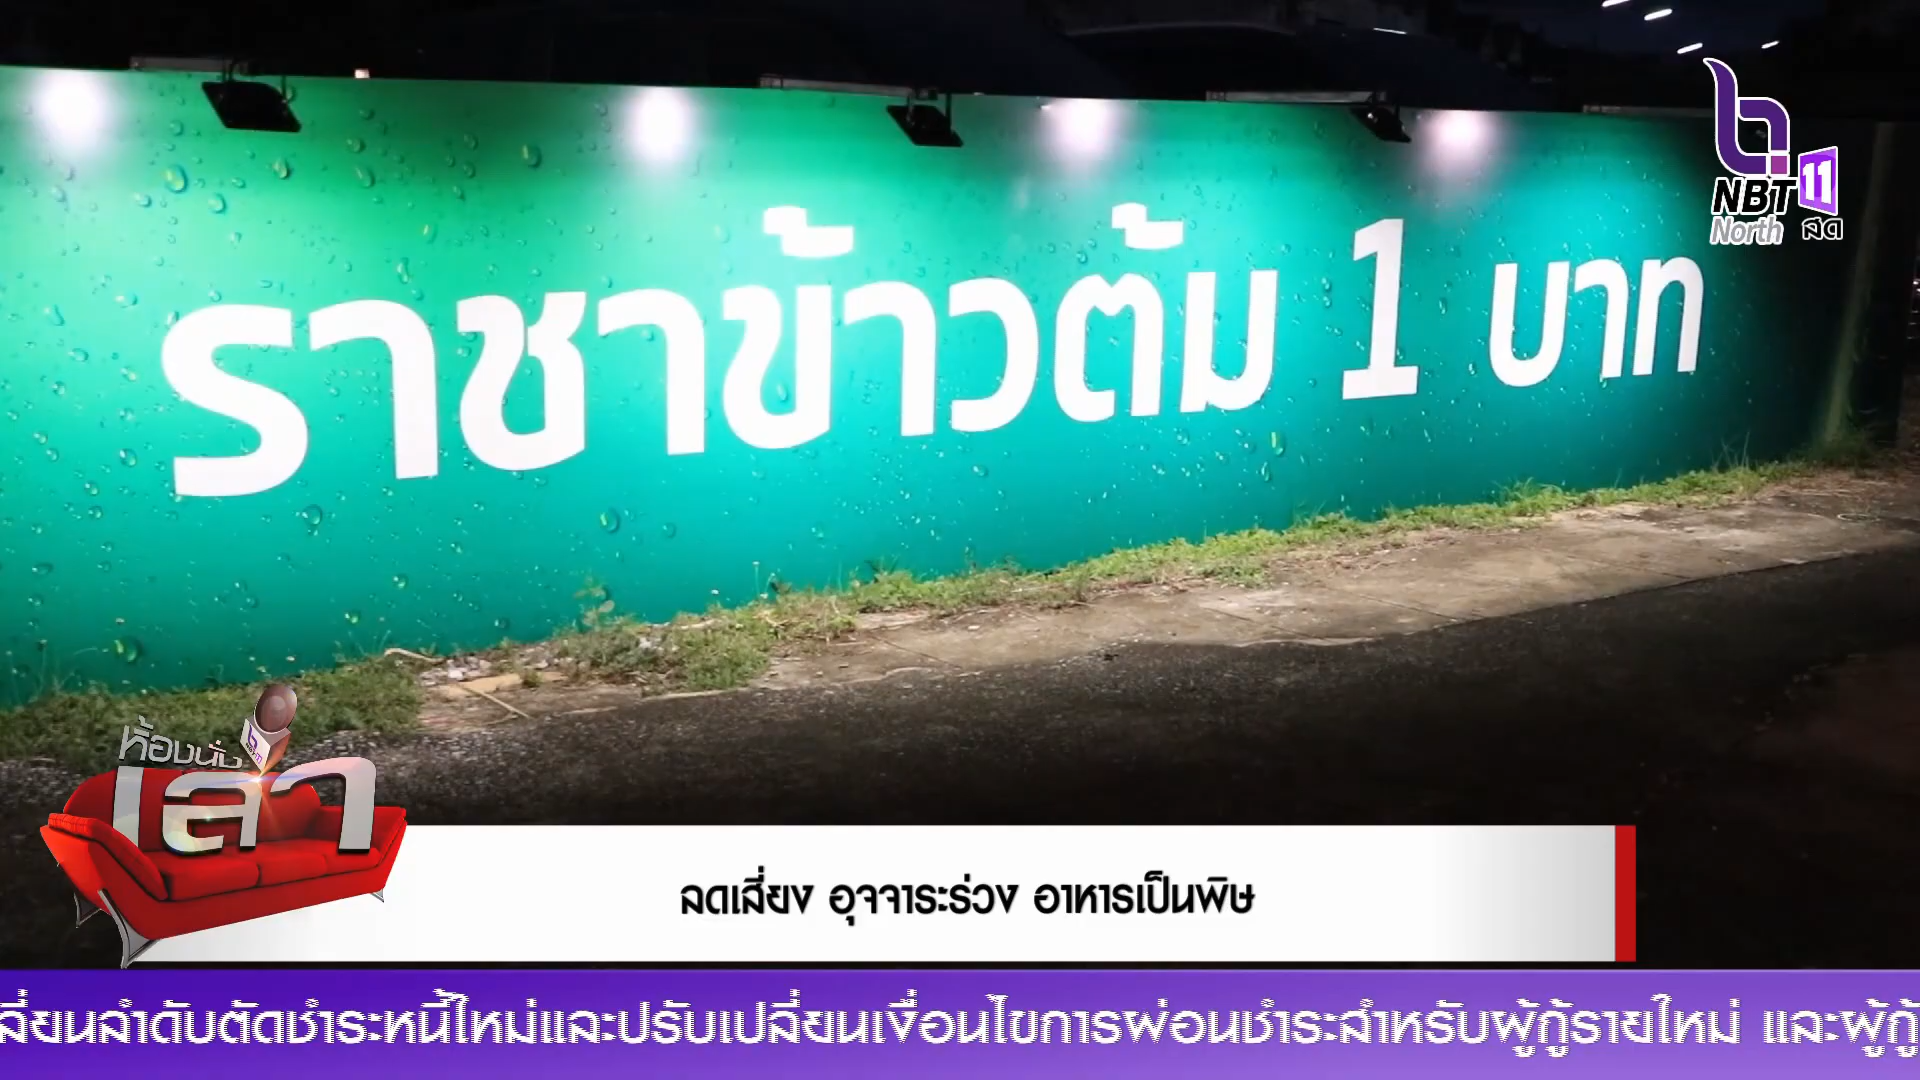 ราชาข้าวต้ม 1 บาท
NBT 11
North สด
ห้องนั่ง
เล่า
ลดเสี่ยง อุจจาระร่วง อาหารเป็นพิษ
ลี่ยนลำดับตัดชำระหนี้ใหม่และปรับเปลี่ยนเงื่อนไขการผ่อนชำระสำหรับผู้กู้รายใหม่ และผู้กู้